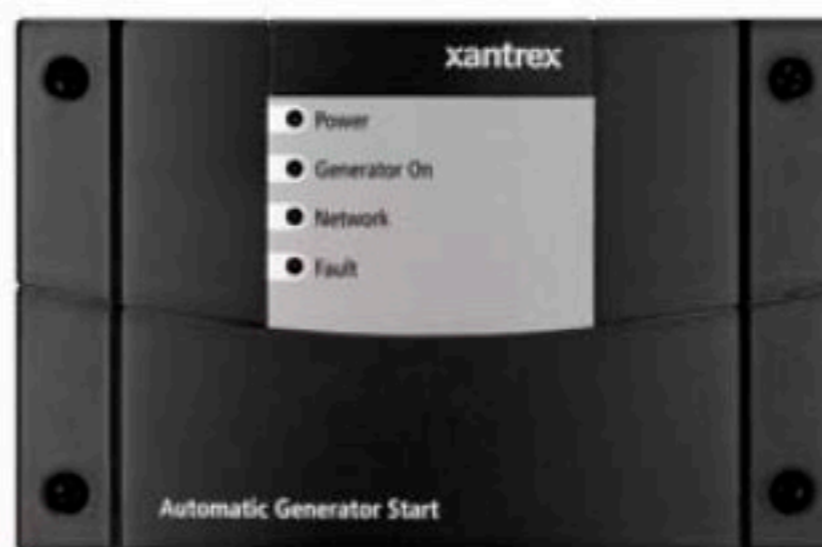 xantrex
Power
Generator On
Network
Fault
Automatic Generator Start